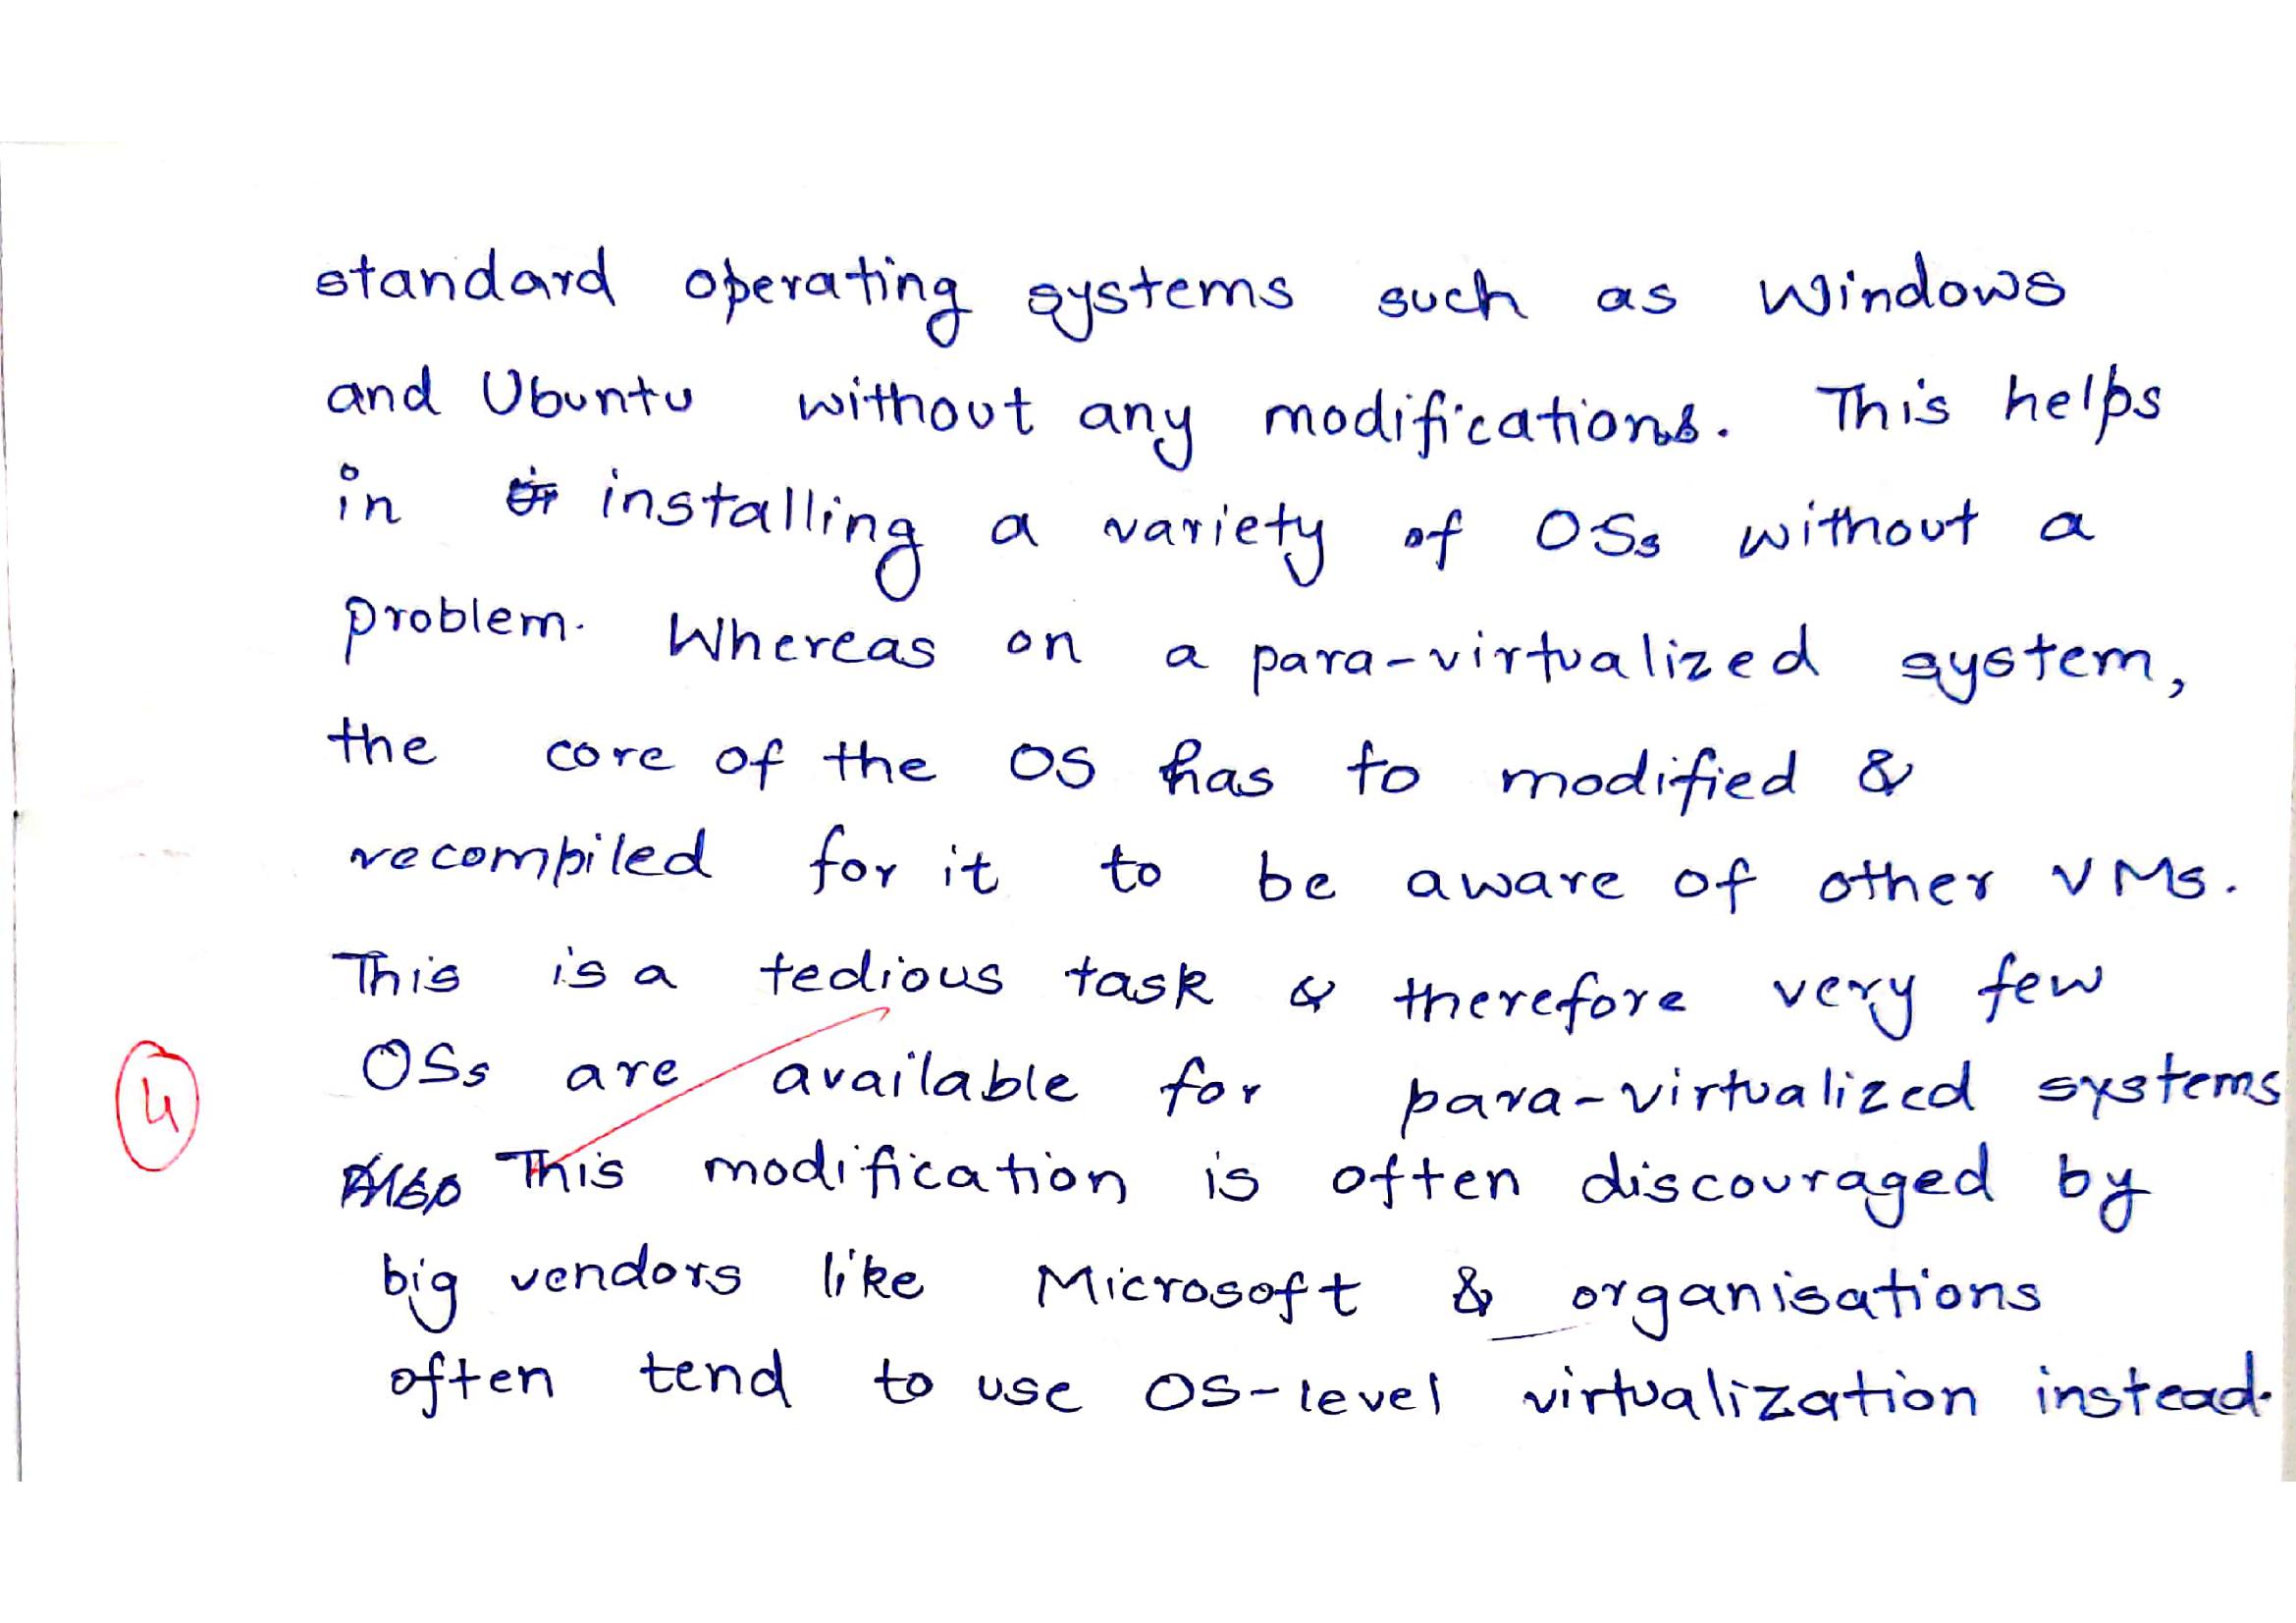 standard operating systems such as Windows
and Ubuntu without any modifications. This helps
in installing a variety of OSs without a
problem. Whereas on a para-virtualized system,
the core of the OS has to modified &
recompiled for it to be aware of other VMs.
This is a tedious task & therefore very few
OSs are available for para-virtualized systems
4
Also This modification is often discouraged by
big vendors like Microsoft & organisations
often tend to use OS-level virtualization instead.